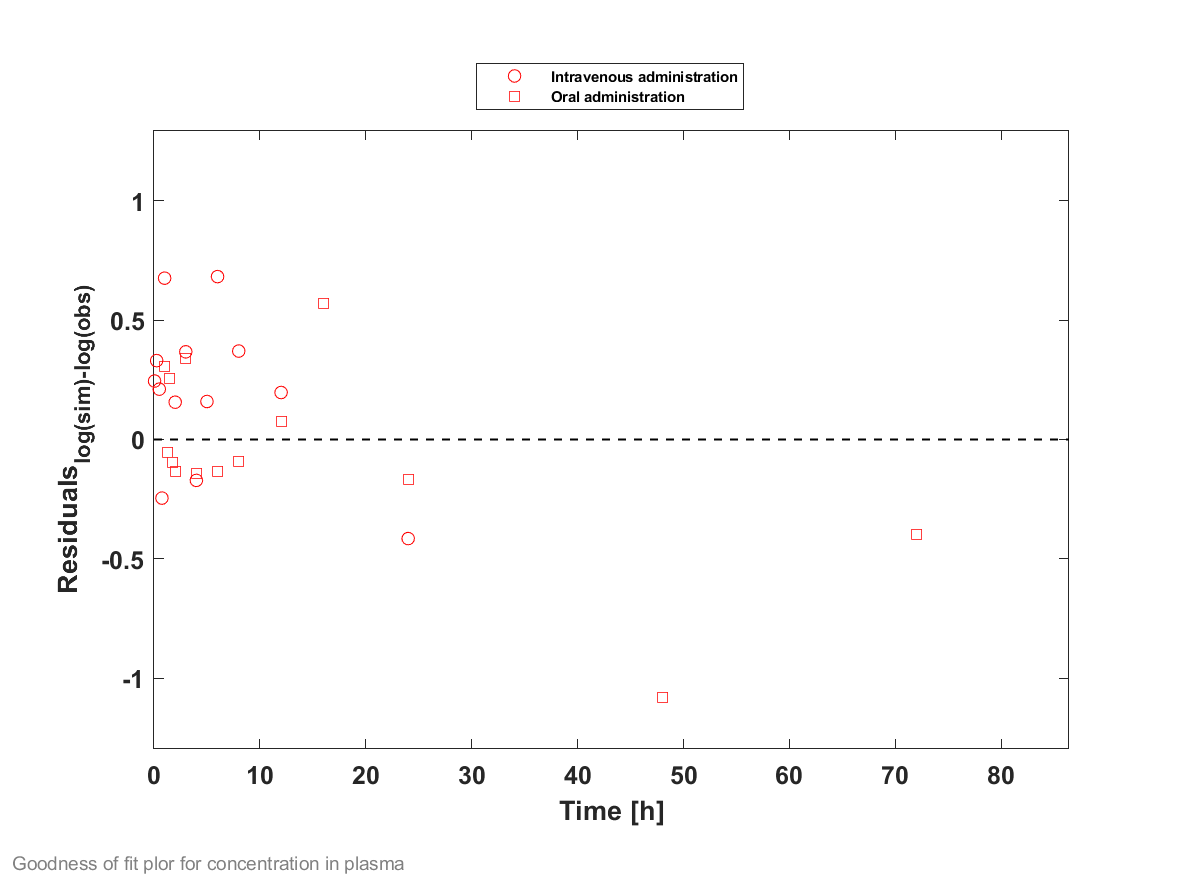 Intravenous administration
Oral administration
1
0.5
0
-0.5
-1
Residuals log(sim)-log(obs)
0 10 20 30 40 50 60 70 80
Time [h]
Goodness of fit plor for concentration in plasma